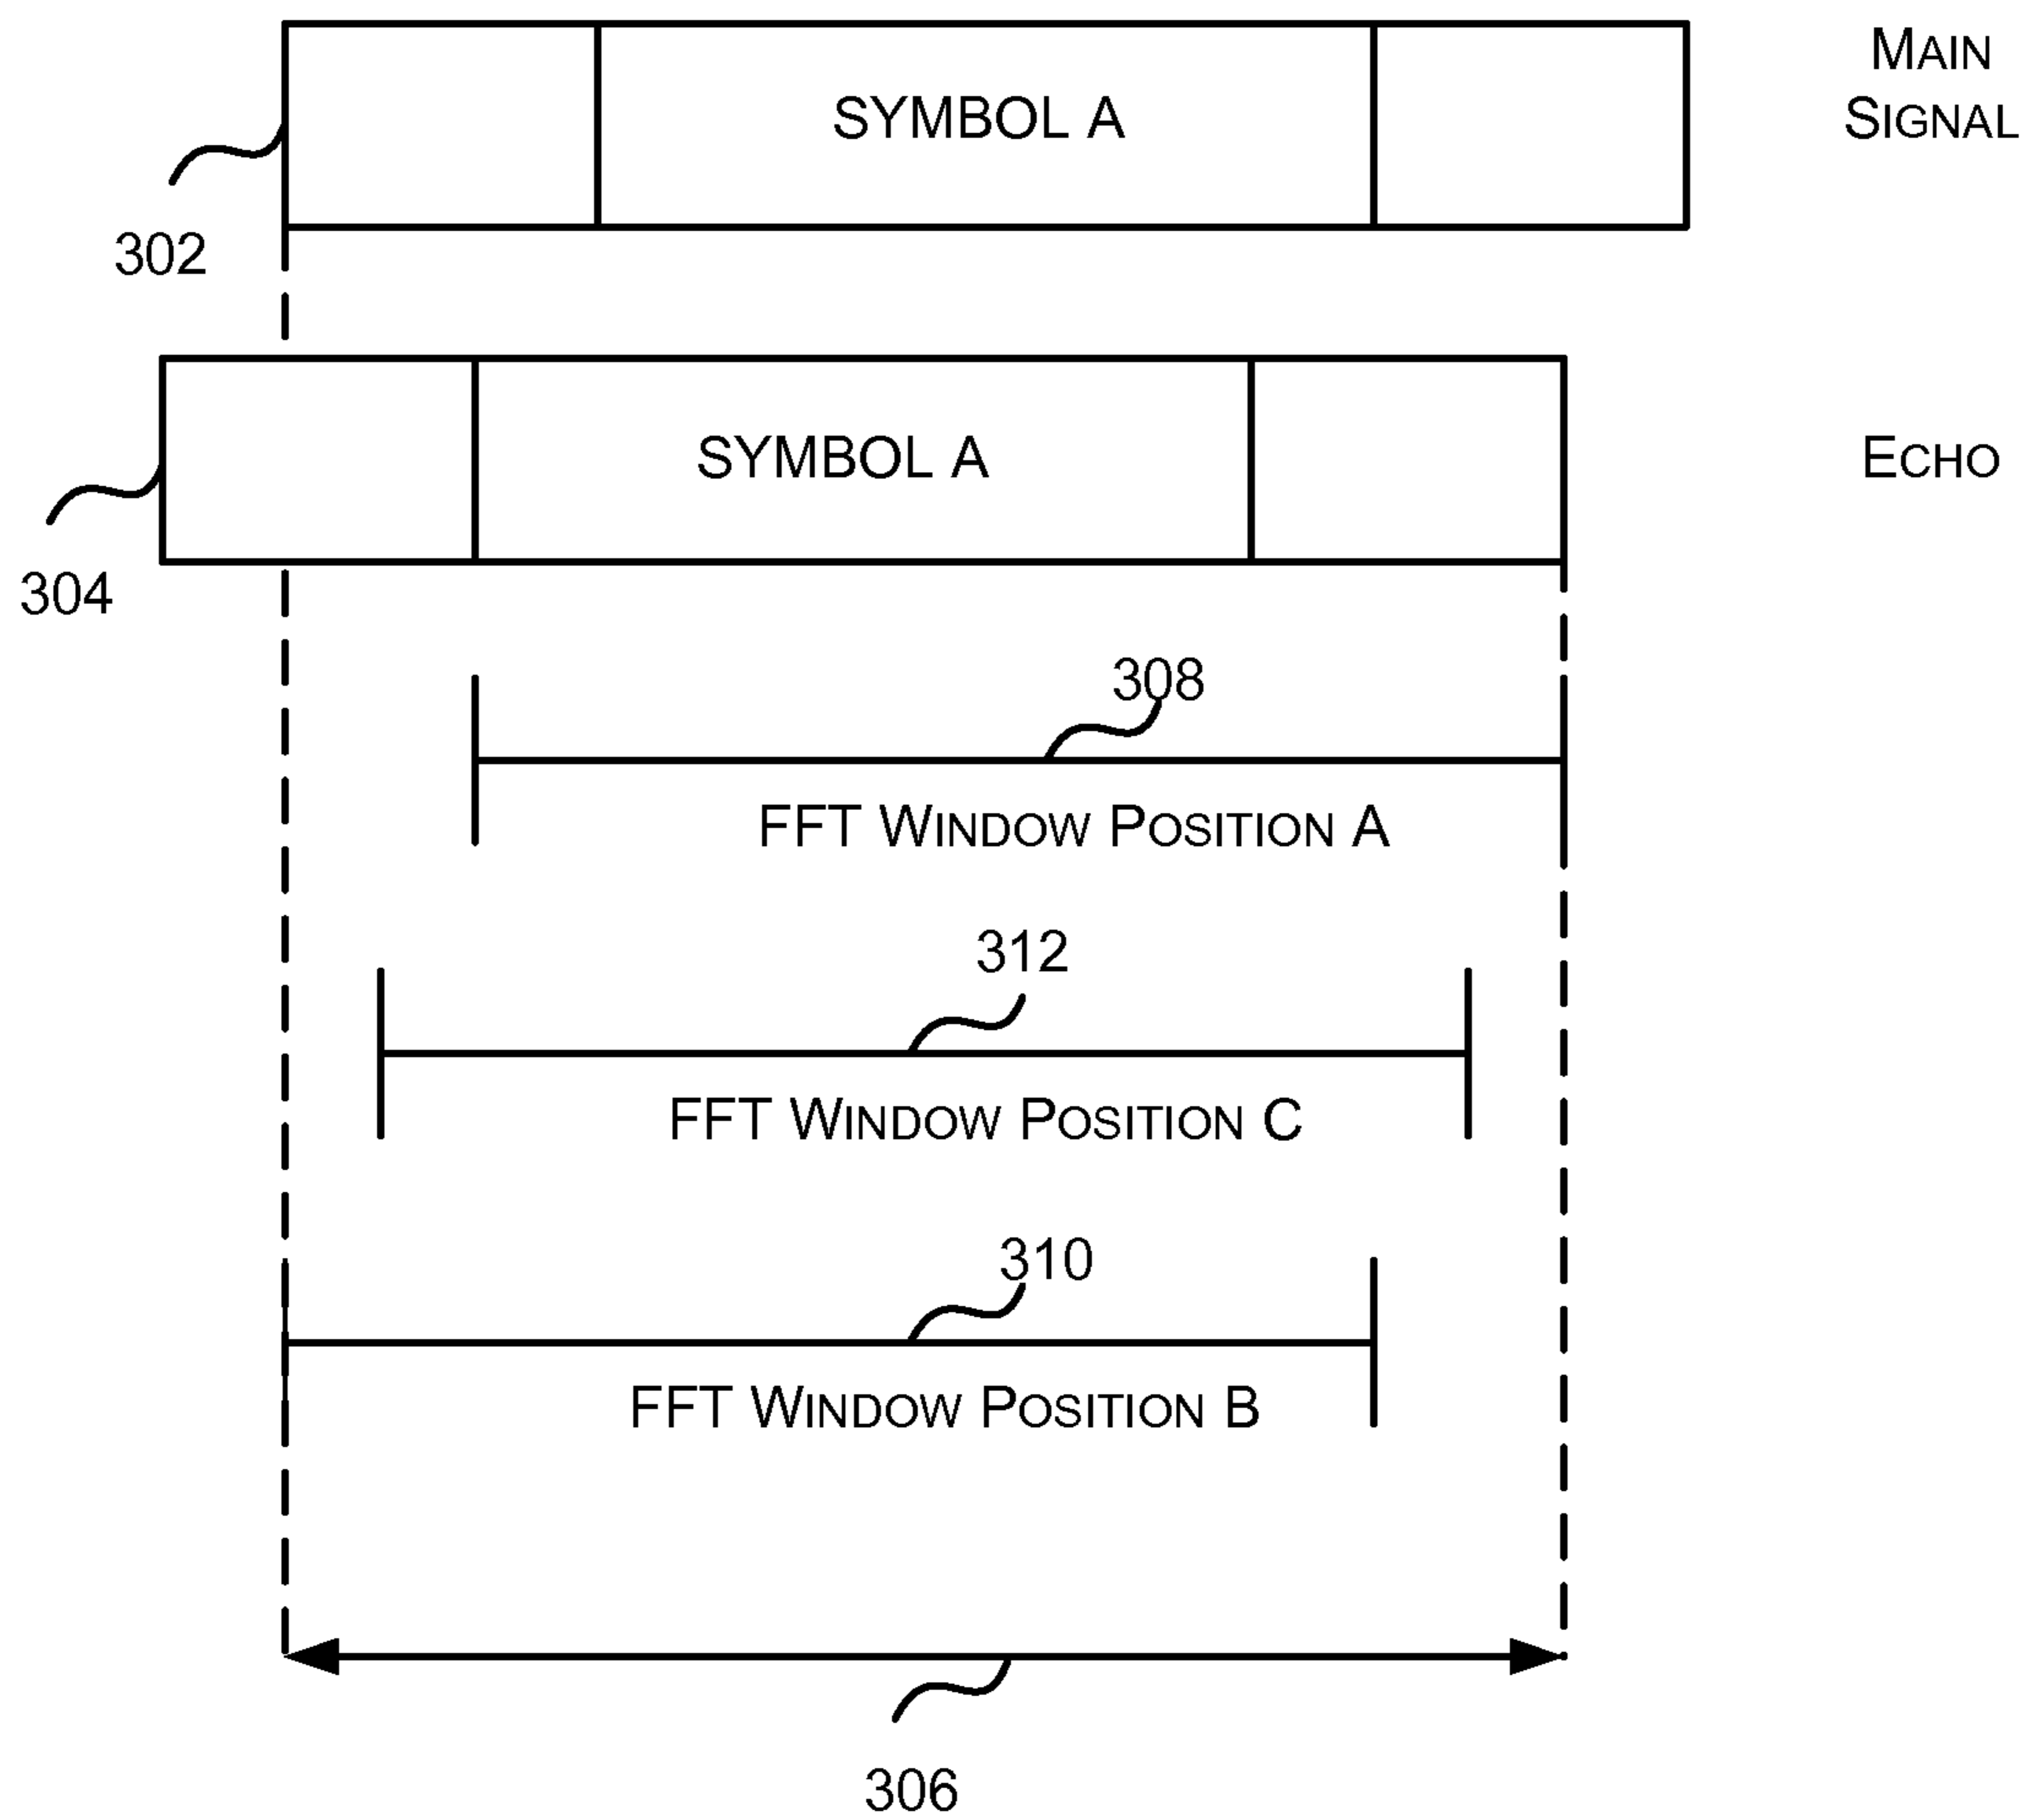 MAIN
SIGNAL
SYMBOL A
302
SYMBOL A
ECHO
304
308
FFT WINDOW POSITION A
312
FFT WINDOW POSITION C
310
FFT WINDOW POSITION B
306